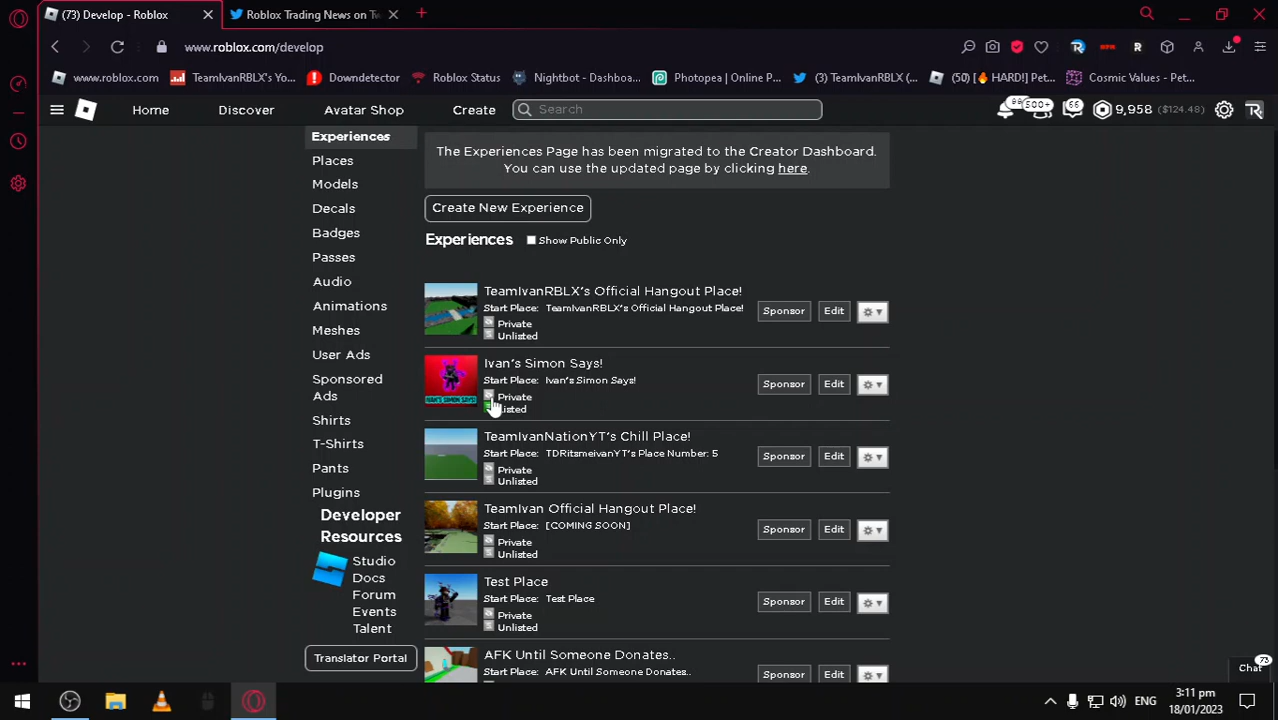 (73) Develop - Roblox
Roblox Trading News on Tw
www.roblox.com/develop
www.roblox.com
TeamIvanRBLX's Yo...
Downdetector
Roblox Status
Nightbot - Dashboa...
Photopea | Online P...
(3) TeamIvanRBLX (...
(50) [🔥 HARD!] Pet...
Cosmic Values - Pet...
Home
Discover
Avatar Shop
Create
Search
500+
66
9,958 ($124.48)
Experiences
Places
Models
Decals
Badges
Passes
Audio
Animations
Meshes
User Ads
Sponsored
Ads
Shirts
T-Shirts
Pants
Plugins
Developer
Resources
Studio
Docs
Forum
Events
Talent
Translator Portal
The Experiences Page has been migrated to the Creator Dashboard.
You can use the updated page by clicking here.
Create New Experience
Experiences
Show Public Only
TeamIvanRBLX's Official Hangout Place!
Start Place: TeamIvanRBLX's Official Hangout Place!
Private
Unlisted
Sponsor
Edit
Ivan's Simon Says!
Start Place: Ivan's Simon Says!
Private
listed
IVAN'S SIMON SAYS!
Sponsor
Edit
TeamIvanNationYT's Chill Place!
Start Place: TDRitsmeivanYT's Place Number: 5
Private
Unlisted
Sponsor
Edit
TeamIvan Official Hangout Place!
Start Place: [COMING SOON]
Private
Unlisted
Sponsor
Edit
Test Place
Start Place: Test Place
Private
Unlisted
Sponsor
Edit
AFK Until Someone Donates..
Start Place: AFK Until Someone Donates..
Sponsor
Edit
Chat
73
ENG
3:11 pm
18/01/2023